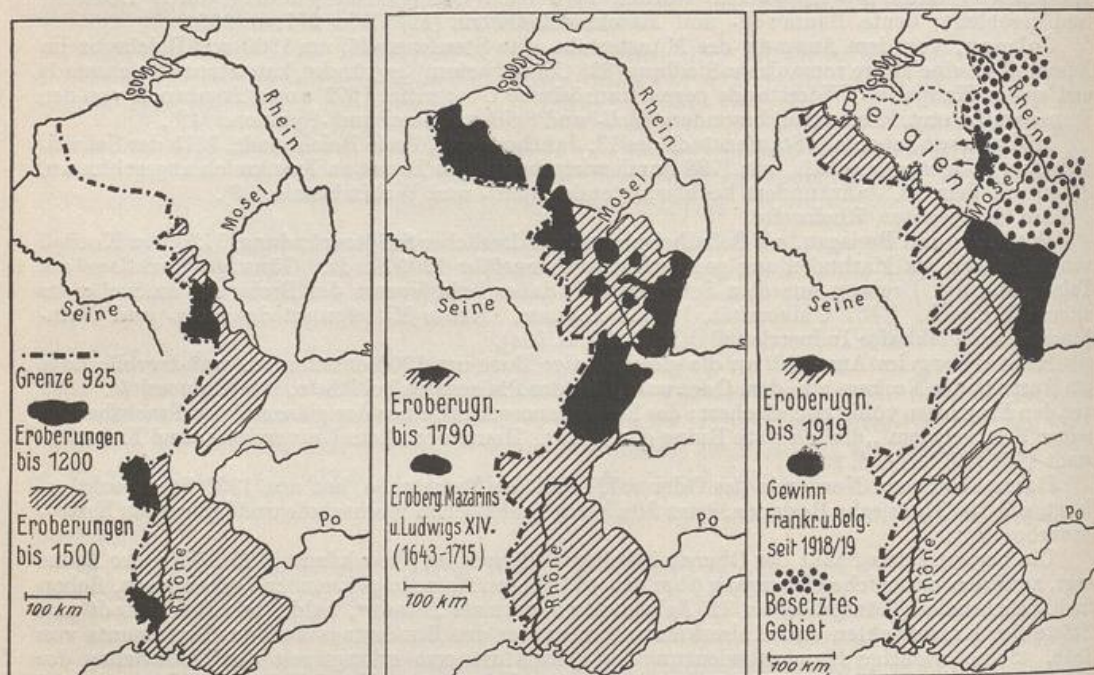 Rhein
Mosel
Seine
Grenze 925
Eroberungen
bis 1200
Eroberungen
bis 1500
100 km
Rhône
Po
Rhein
Mosel
Seine
Eroberugn.
bis 1790
Eroberg Mazarins
u. Ludwigs XIV.
(1643-1715)
100 km
Rhône
Po
Belgien
Rhein
Mosel
Seine
Eroberugn.
bis 1919
Gewinn
Frankr. u. Belg.
seit 1918/19
Besetztes
Gebiet
100 km
Rhône
Po